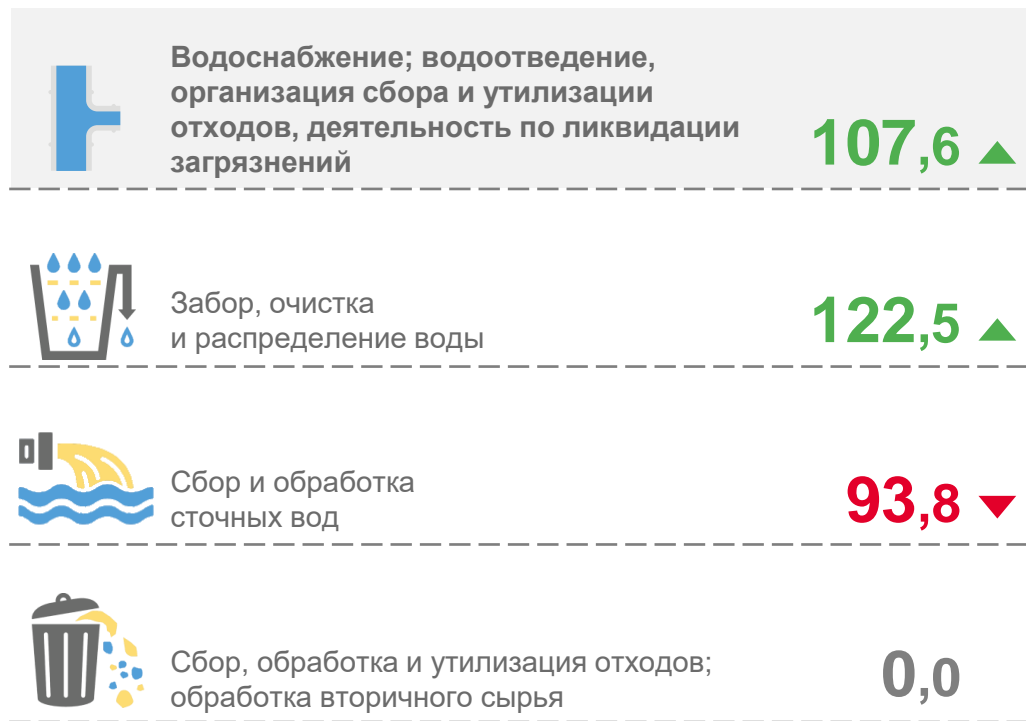 Водоснабжение; водоотведение,
организация сбора и утилизации
отходов, деятельность по ликвидации
загрязнений
107,6
Забор, очистка
и распределение воды
122,5
Сбор и обработка
сточных вод
93,8
Сбор, обработка и утилизация отходов;
обработка вторичного сырья
0,0